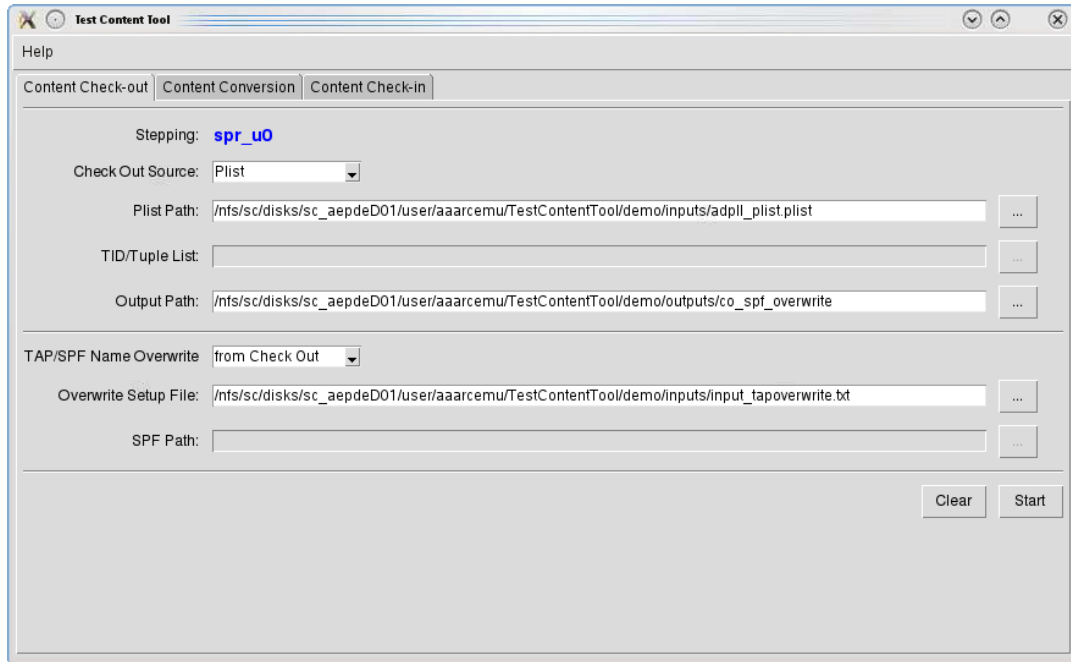 Test Content Tool
Help
Content Check-out Content Conversion Content Check-in
Stepping: spr_u0
Check Out Source: Plist
Plist Path: /nfs/sc/disks/sc_aepdeD01/user/aaarcemu/TestContentTool/demo/inputs/adpll_plist.plist ...
TID/Tuple List: ...
Output Path: /nfs/sc/disks/sc_aepdeD01/user/aaarcemu/TestContentTool/demo/outputs/co_spf_overwrite ...
TAP/SPF Name Overwrite from Check Out
Overwrite Setup File: /nfs/sc/disks/sc_aepdeD01/user/aaarcemu/TestContentTool/demo/inputs/input_tapoverwrite.txt ...
SPF Path: ...
Clear Start